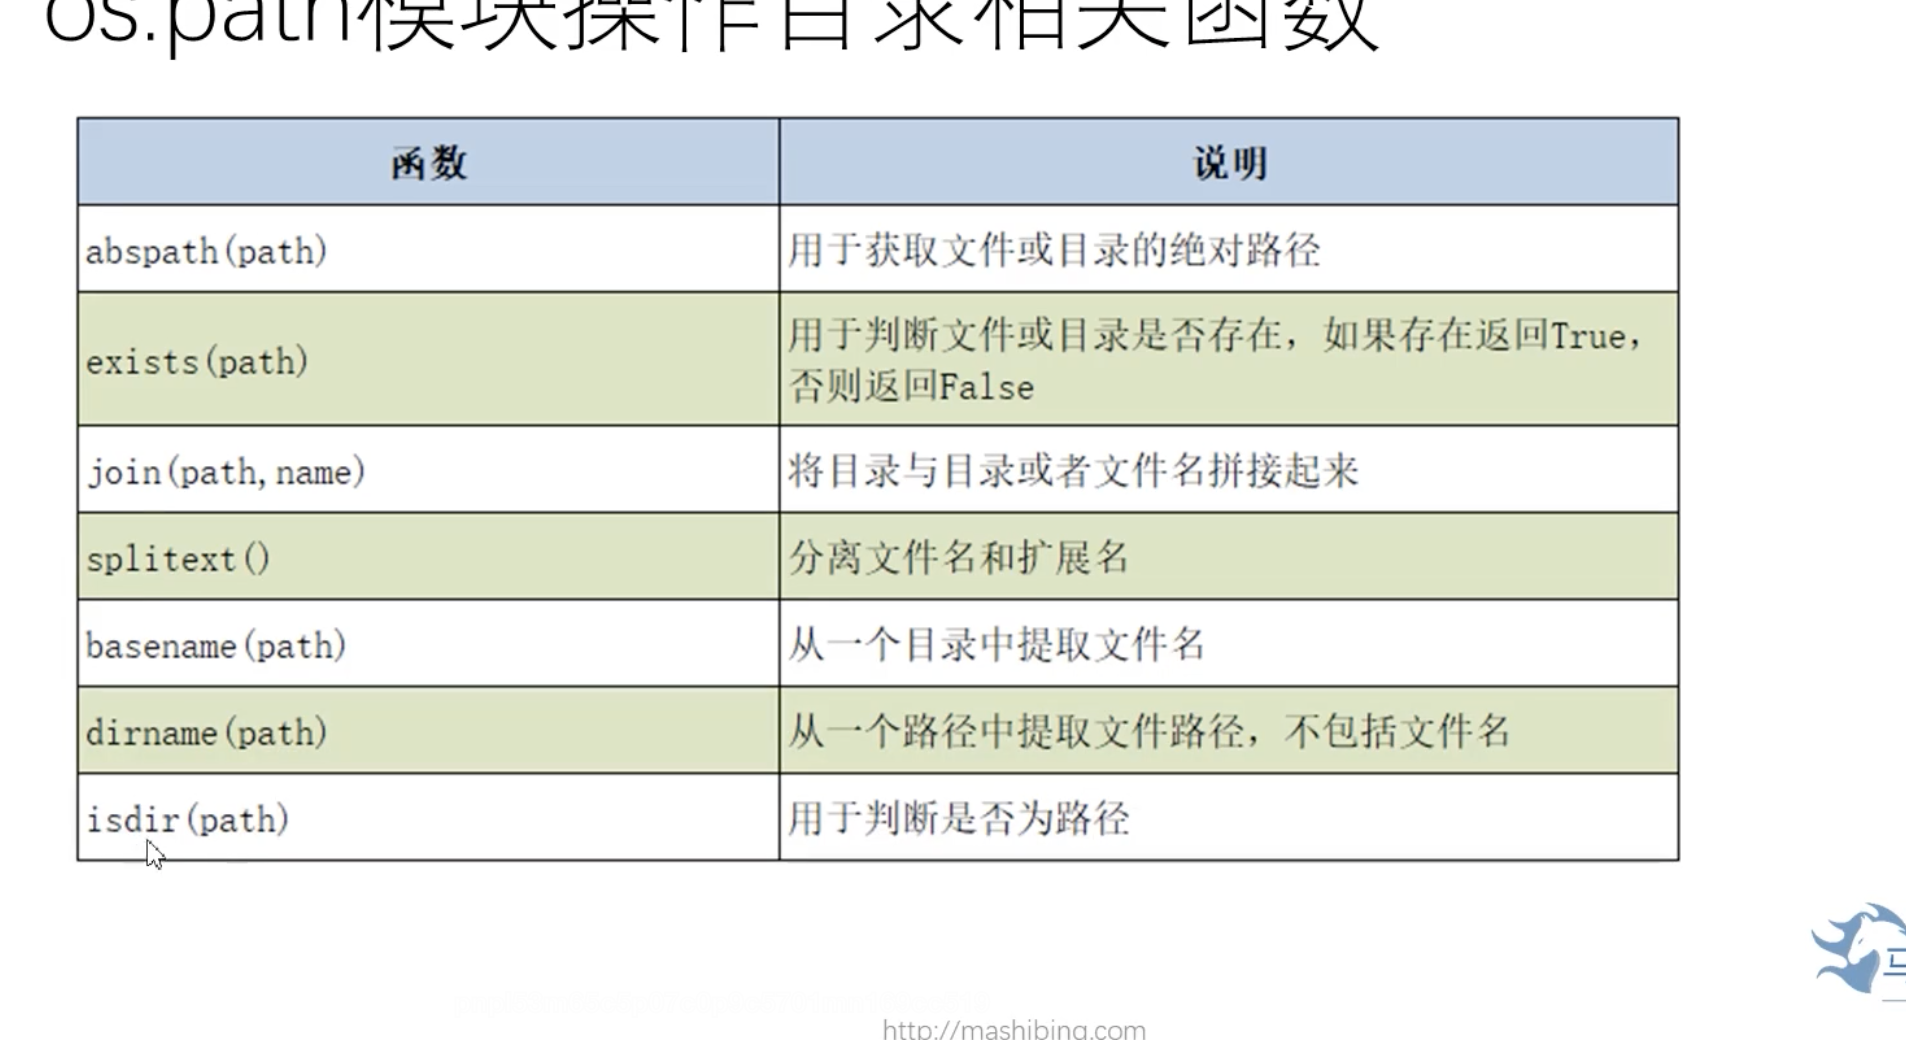 os.path模块操作目录相关函数
函数 说明
abspath(path) 用于获取文件或目录的绝对路径
exists(path) 用于判断文件或目录是否存在，如果存在返回True，
否则返回False
join(path,name) 将目录与目录或者文件名拼接起来
splitext() 分离文件名和扩展名
basename(path) 从一个目录中提取文件名
dirname(path) 从一个路径中提取文件路径，不包括文件名
isdir(path) 用于判断是否为路径
http://mashibing.com